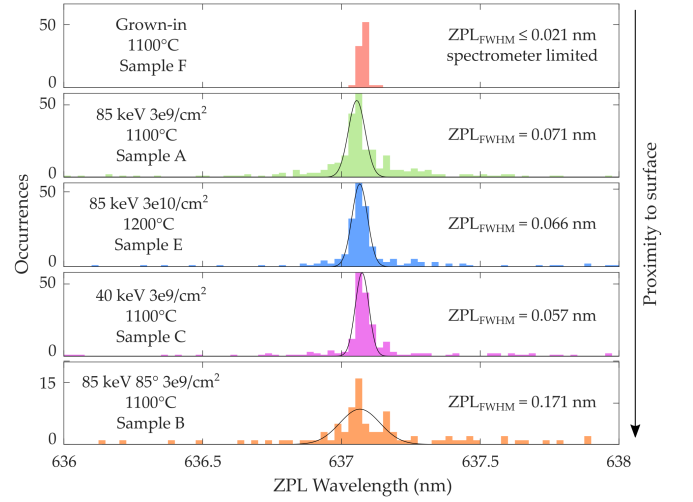 Grown-in
1100°C
Sample F
ZPL_FWHM ≤ 0.021 nm
spectrometer limited
50
0
85 keV 3e9/cm²
1100°C
Sample A
ZPL_FWHM = 0.071 nm
50
0
85 keV 3e10/cm²
1200°C
Sample E
ZPL_FWHM = 0.066 nm
50
0
40 keV 3e9/cm²
1100°C
Sample C
ZPL_FWHM = 0.057 nm
50
0
85 keV 85° 3e9/cm²
1100°C
Sample B
ZPL_FWHM = 0.171 nm
15
0
636
636.5
637
637.5
638
ZPL Wavelength (nm)
Occurrences
Proximity to surface